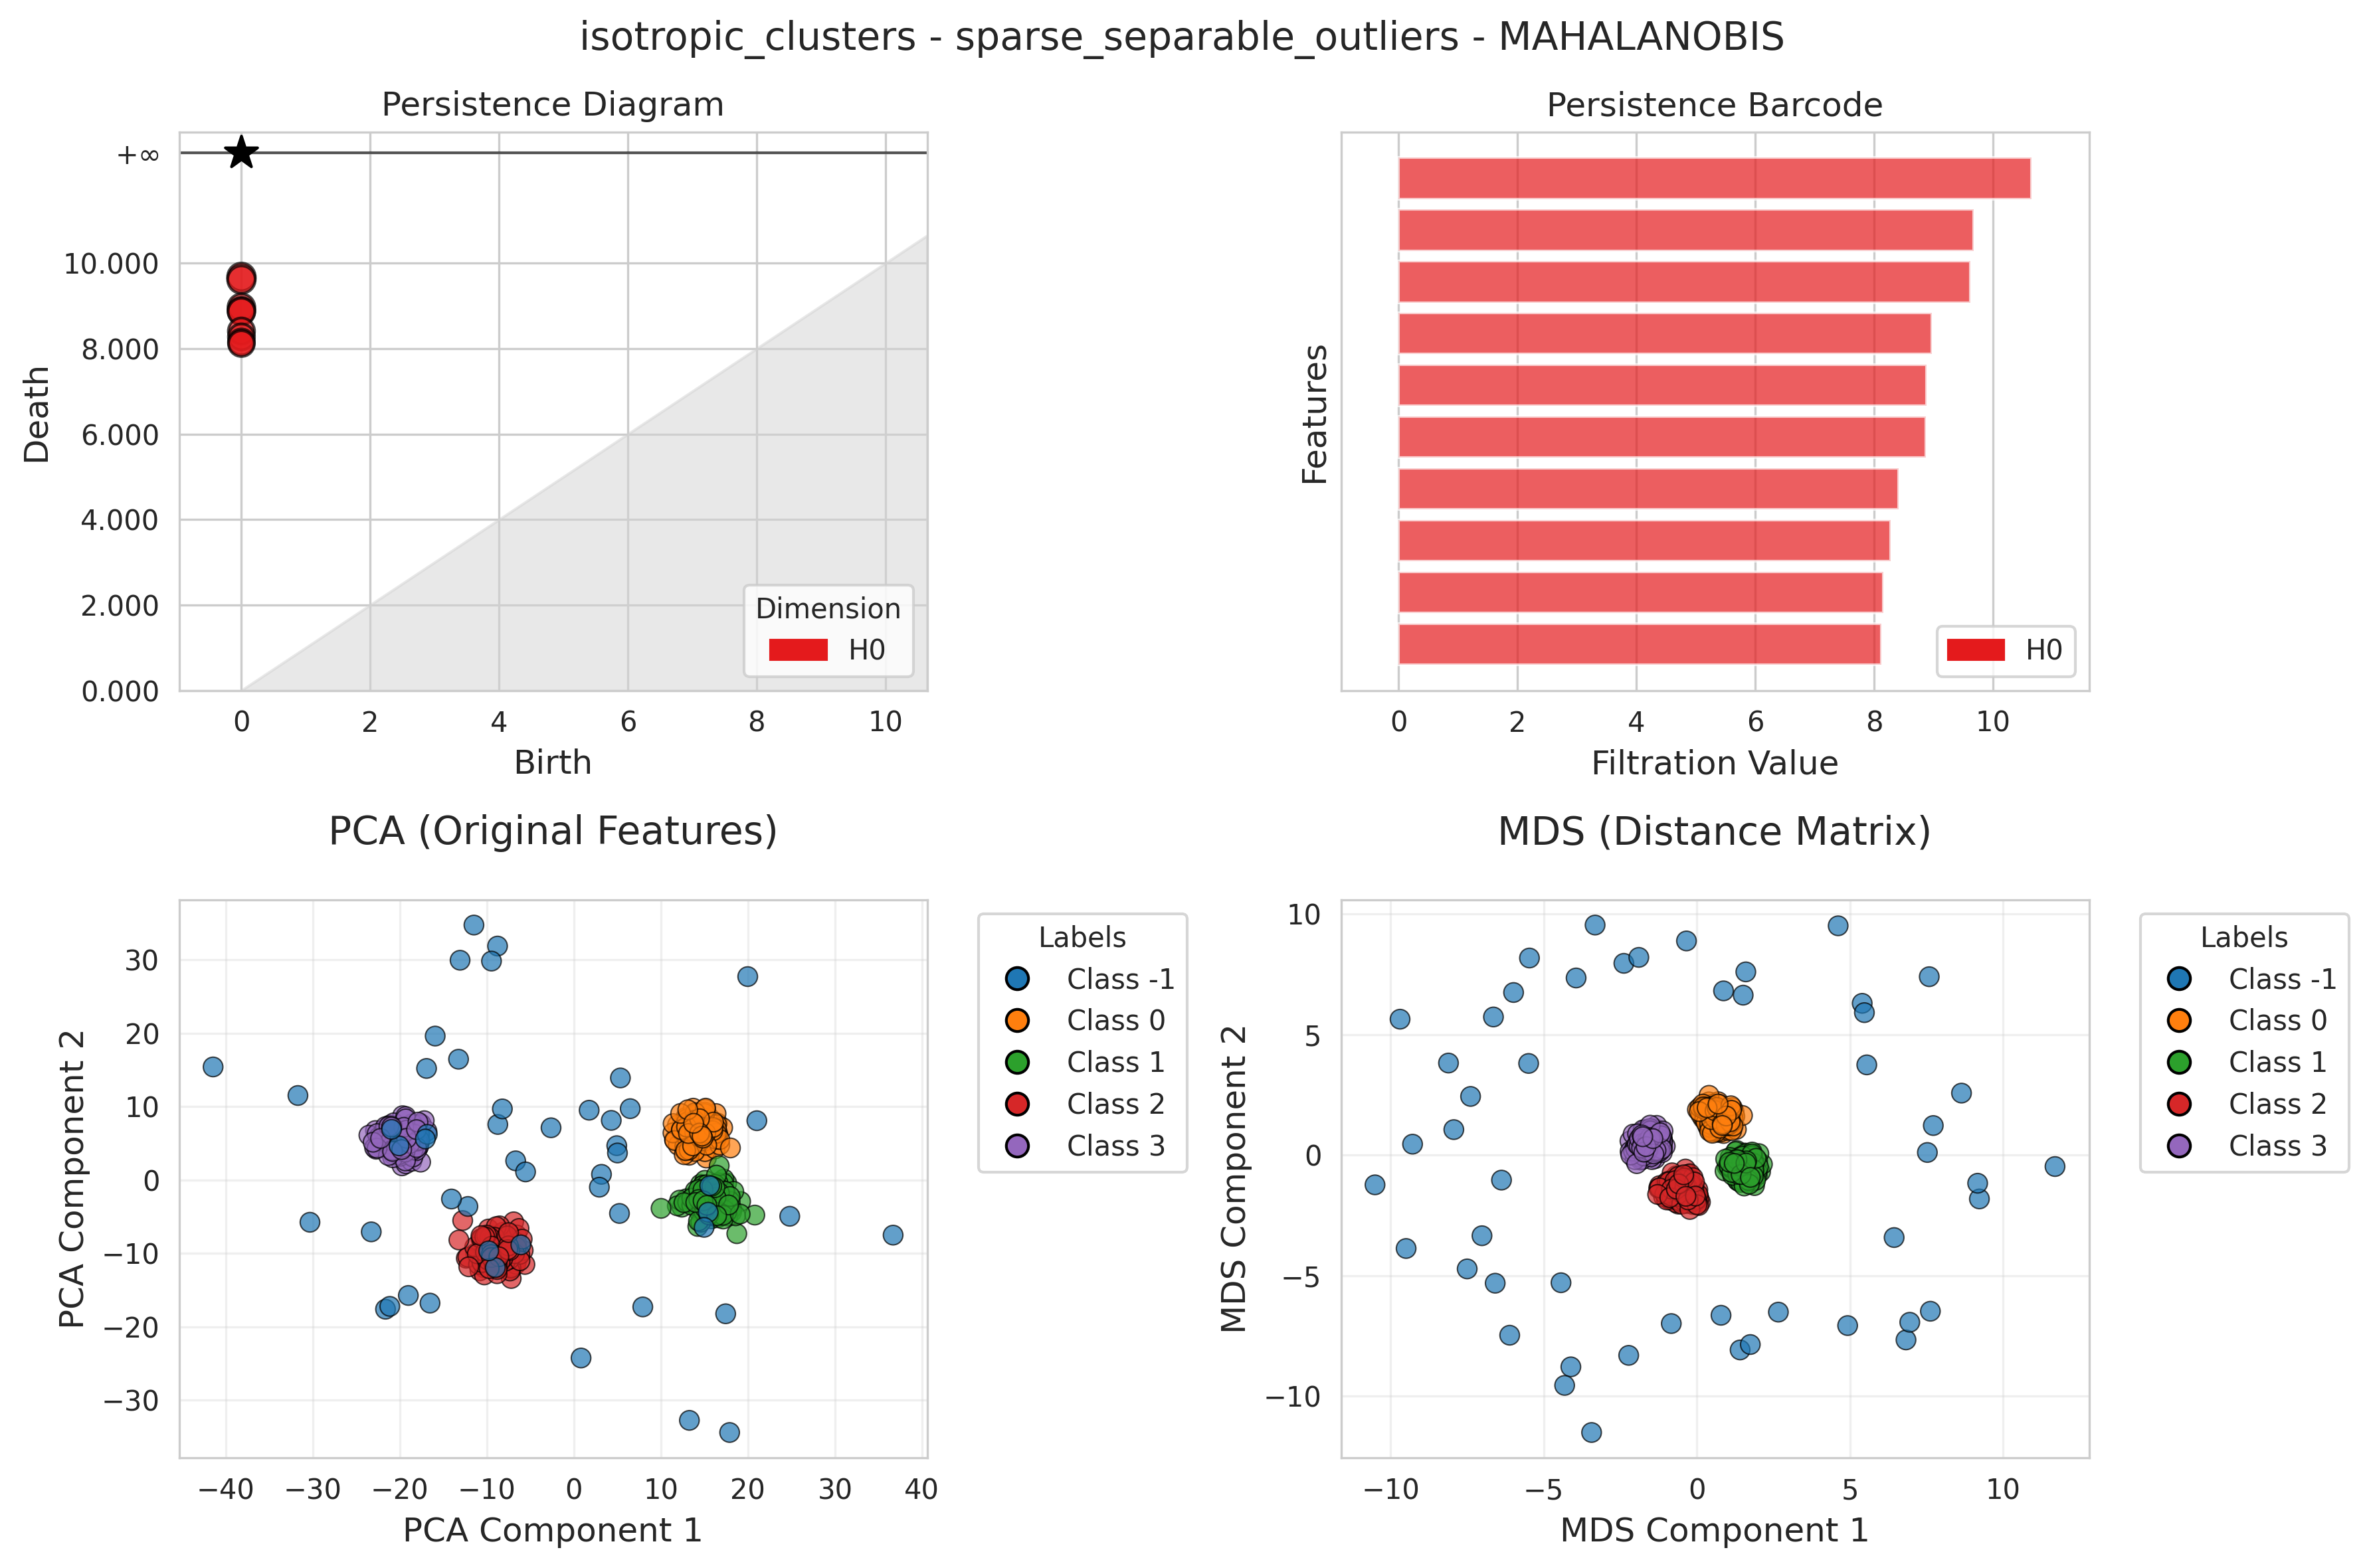 isotropic_clusters - sparse_separable_outliers - MAHALANOBIS
Persistence Diagram
+∞
10.000
8.000
6.000
4.000
2.000
0.000
Death
0 2 4 6 8 10
Birth
Dimension
H0
Persistence Barcode
Features
0 2 4 6 8 10
Filtration Value
H0
PCA (Original Features)
30
20
10
0
−10
−20
−30
PCA Component 2
−40 −30 −20 −10 0 10 20 30 40
PCA Component 1
Labels
Class -1
Class 0
Class 1
Class 2
Class 3
MDS (Distance Matrix)
10
5
0
−5
−10
MDS Component 2
−10 −5 0 5 10
MDS Component 1
Labels
Class -1
Class 0
Class 1
Class 2
Class 3